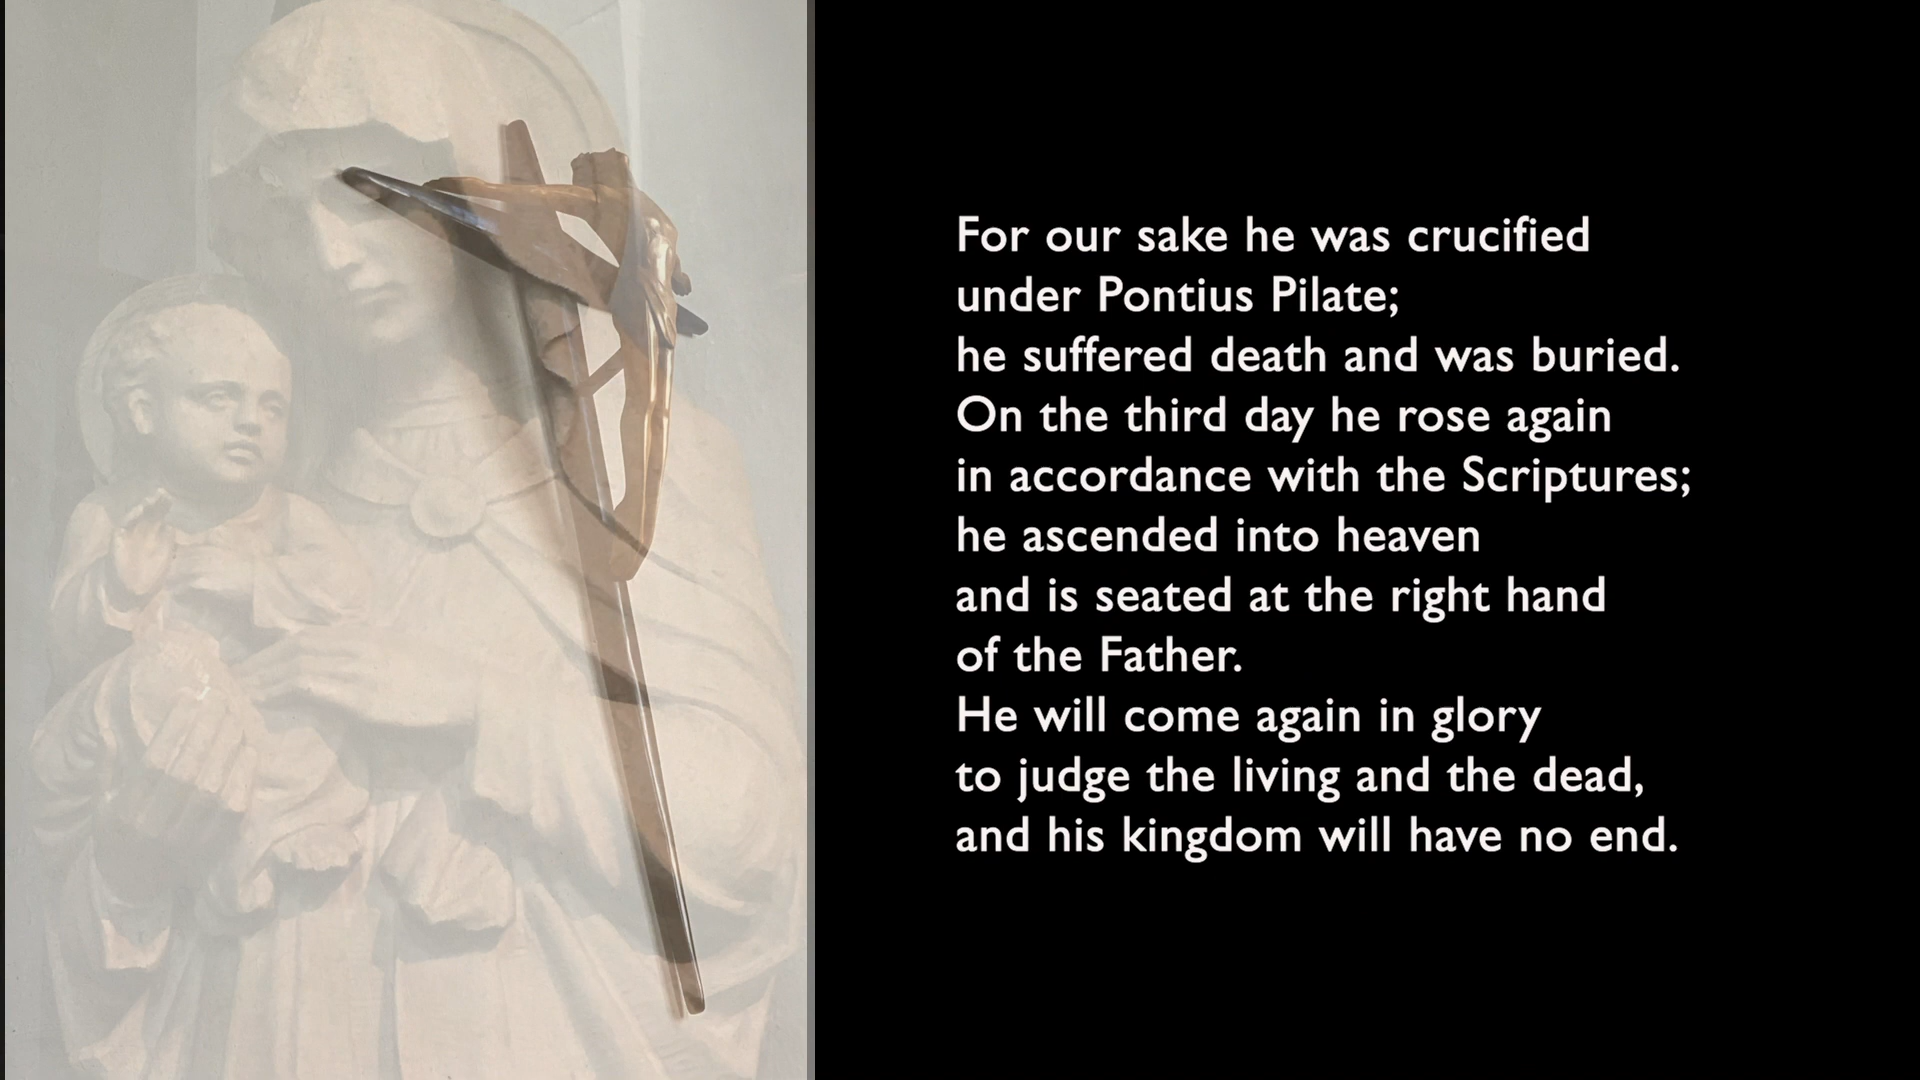 For our sake he was crucified
under Pontius Pilate;
he suffered death and was buried.
On the third day he rose again
in accordance with the Scriptures;
he ascended into heaven
and is seated at the right hand
of the Father.
He will come again in glory
to judge the living and the dead,
and his kingdom will have no end.